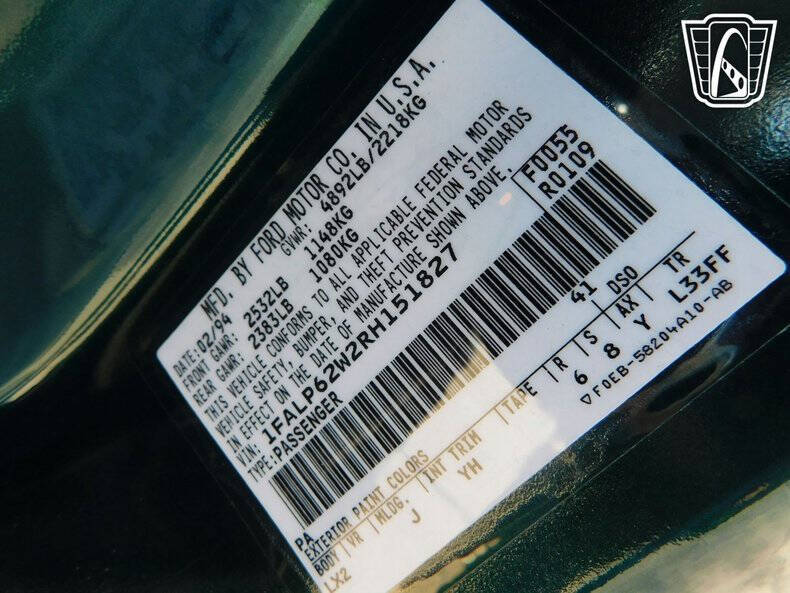 MFD. BY FORD MOTOR CO. IN U.S.A.
DATE: 02/94 GVWR: 4892LB/2218KG
FRONT GAWR: 2532LB 1148KG
REAR GAWR: 2383LB 1080KG
THIS VEHICLE CONFORMS TO ALL APPLICABLE FEDERAL MOTOR
VEHICLE SAFETY, BUMPER, AND THEFT PREVENTION STANDARDS
IN EFFECT ON THE DATE OF MANUFACTURE SHOWN ABOVE
VIN: 1FALP62W2RH151827 F0055
TYPE: PASSENGER R0109
EXTERIOR PAINT COLORS 41 DSO
PA
BODY VR MLDG. INT TRIM TAPE R S AX TR
LX2 J YH 6 8 Y L33FF
▽ F0EB-58204A10-AB